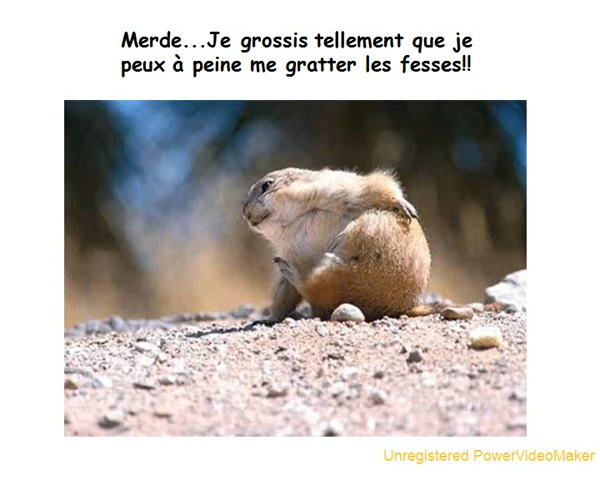 Merde...Je grossis tellement que je
peux à peine me gratter les fesses!!
Unregistered PowerVideoMaker